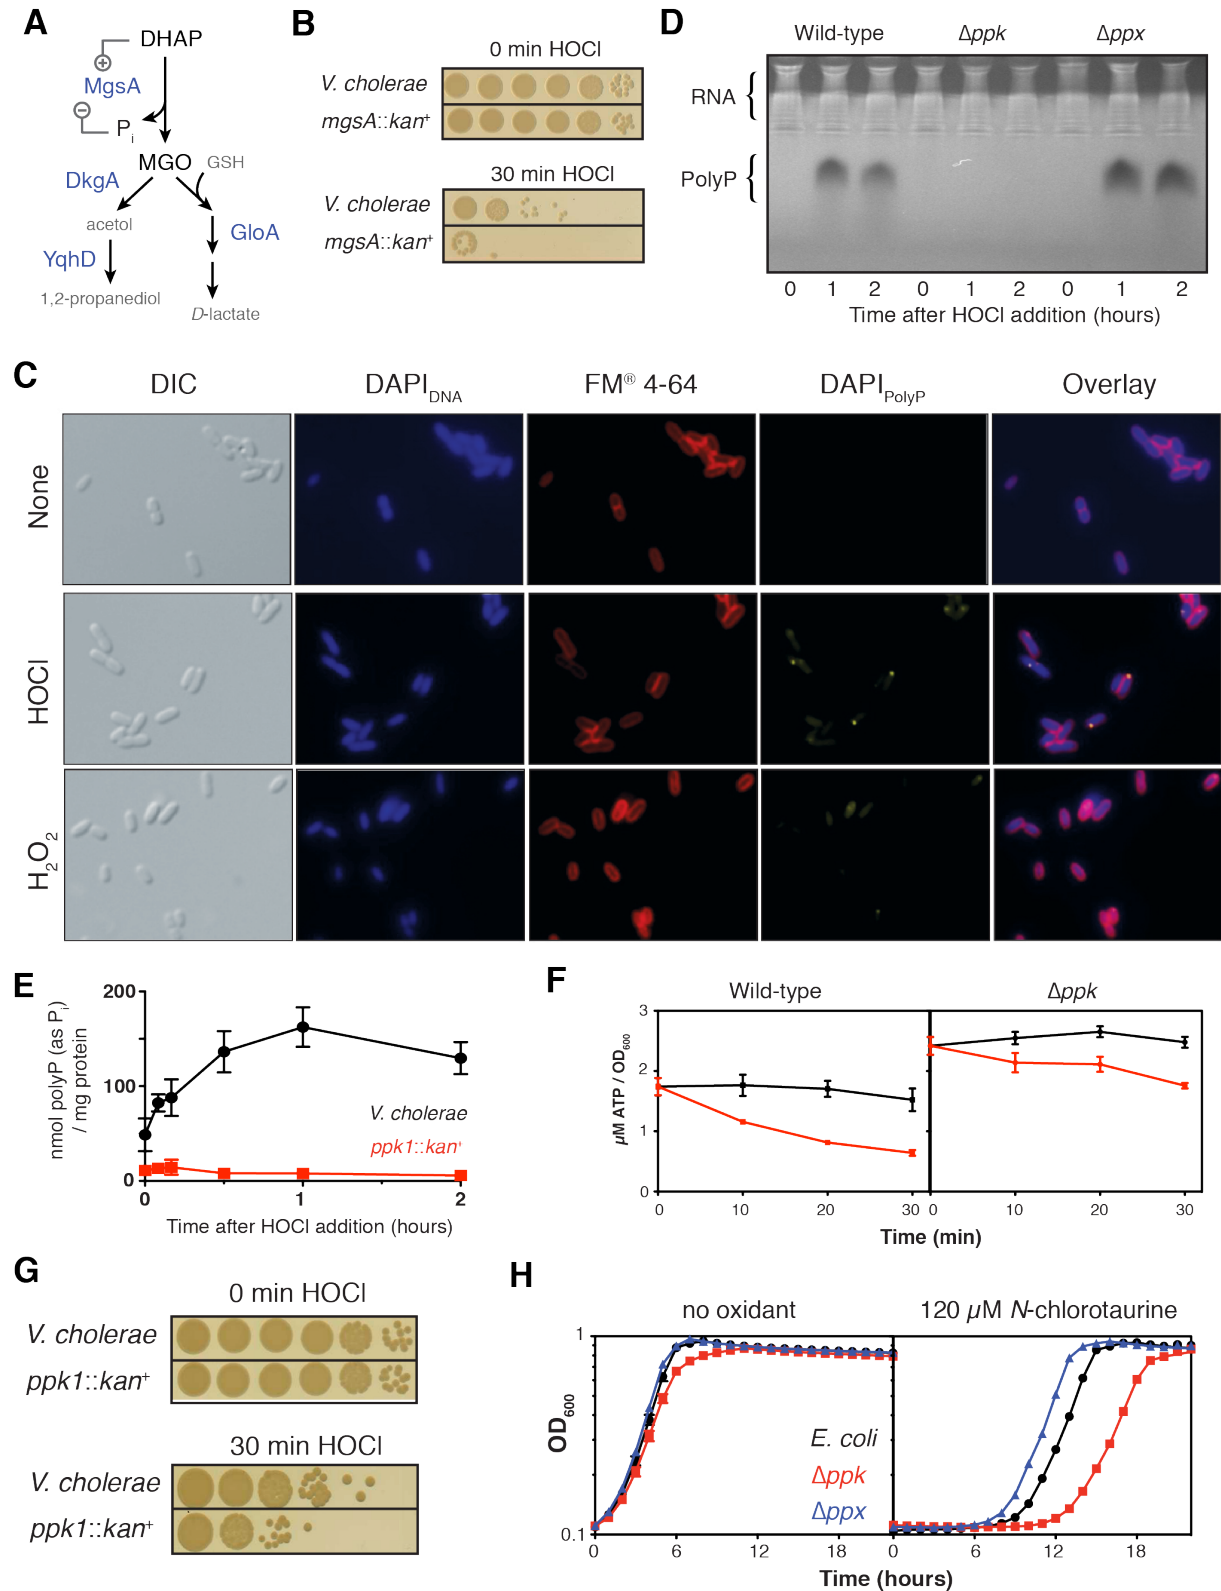 A
DHAP
⊕
MgsA
⊖
Pi
MGO
GSH
DkgA
acetol
GloA
YqhD
1,2-propanediol
D-lactate
B
0 min HOCl
V. cholerae
mgsA::kan+
30 min HOCl
V. cholerae
mgsA::kan+
D
Wild-type Δppk Δppx
RNA
PolyP
0 1 2 0 1 2 0 1 2
Time after HOCl addition (hours)
C
DIC DAPIDNA FM® 4-64 DAPIPolyP Overlay
None
HOCl
H2O2
E
nmol polyP (as Pi)
/ mg protein
200
100
0
V. cholerae
ppk1::kan+
0 1 2
Time after HOCl addition (hours)
F
Wild-type Δppk
µM ATP / OD600
3
2
1
0
0 10 20 30 0 10 20 30
Time (min)
G
0 min HOCl
V. cholerae
ppk1::kan+
30 min HOCl
V. cholerae
ppk1::kan+
H
no oxidant 120 µM N-chlorotaurine
OD600
1
0.1
E. coli
Δppk
Δppx
0 6 12 18 0 6 12 18
Time (hours)